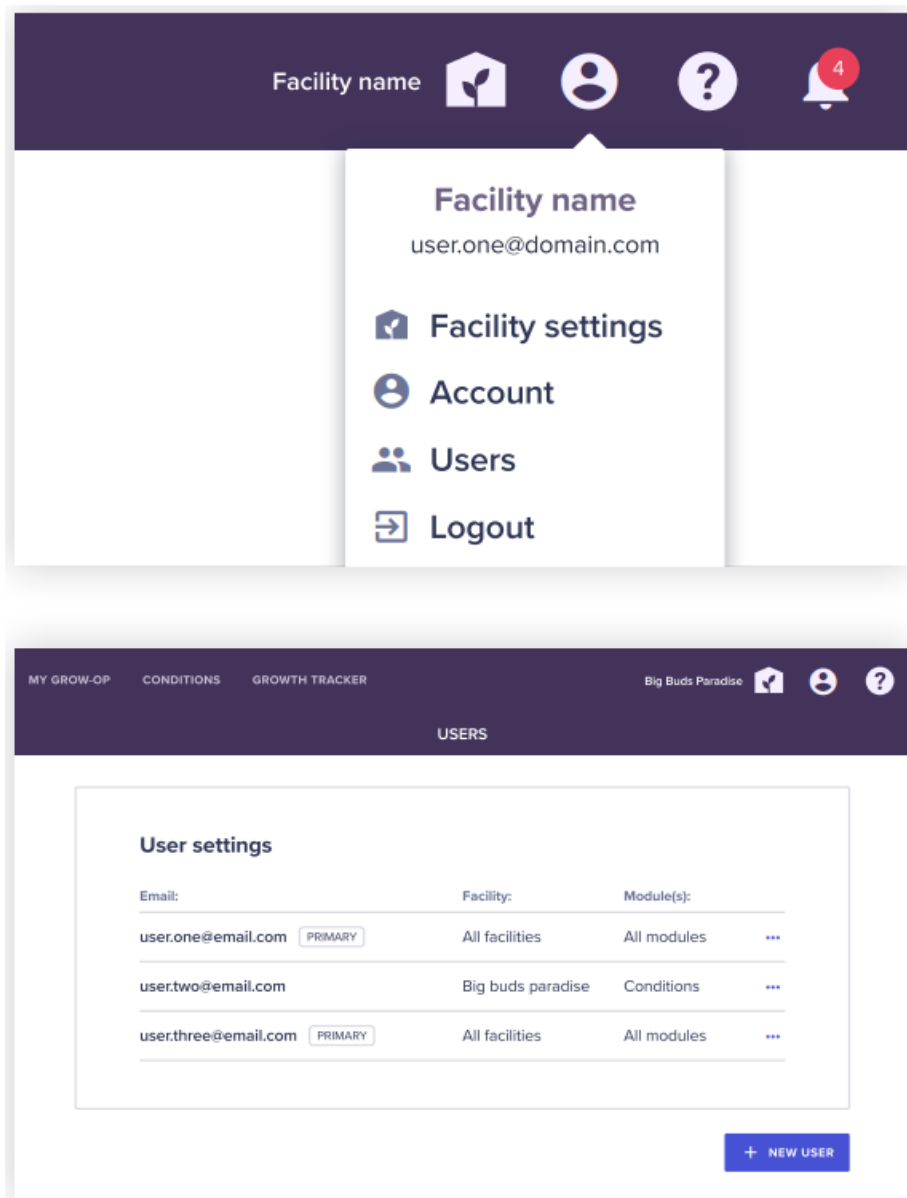 Facility name
4
Facility name
user.one@domain.com
Facility settings
Account
Users
Logout
MY GROW-OP CONDITIONS GROWTH TRACKER Big Buds Paradise
USERS
User settings
Email: Facility: Module(s):
user.one@email.com PRIMARY All facilities All modules
user.two@email.com Big buds paradise Conditions
user.three@email.com PRIMARY All facilities All modules
+ NEW USER